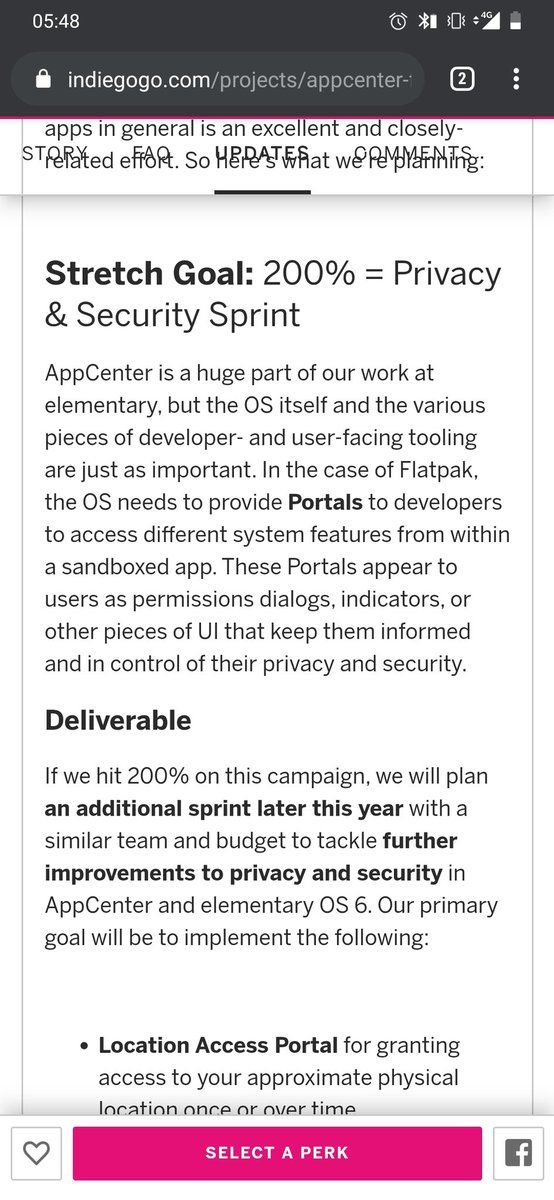 05:48
4G
indiegogo.com/projects/appcenter-
2
apps in general is an excellent and closely-
STORY FAQ UPDATES COMMENTS
related effort. So here's what we're planning:
Stretch Goal: 200% = Privacy
& Security Sprint
AppCenter is a huge part of our work at
elementary, but the OS itself and the various
pieces of developer- and user-facing tooling
are just as important. In the case of Flatpak,
the OS needs to provide Portals to developers
to access different system features from within
a sandboxed app. These Portals appear to
users as permissions dialogs, indicators, or
other pieces of UI that keep them informed
and in control of their privacy and security.
Deliverable
If we hit 200% on this campaign, we will plan
an additional sprint later this year with a
similar team and budget to tackle further
improvements to privacy and security in
AppCenter and elementary OS 6. Our primary
goal will be to implement the following:
• Location Access Portal for granting
access to your approximate physical
location once or over time
SELECT A PERK